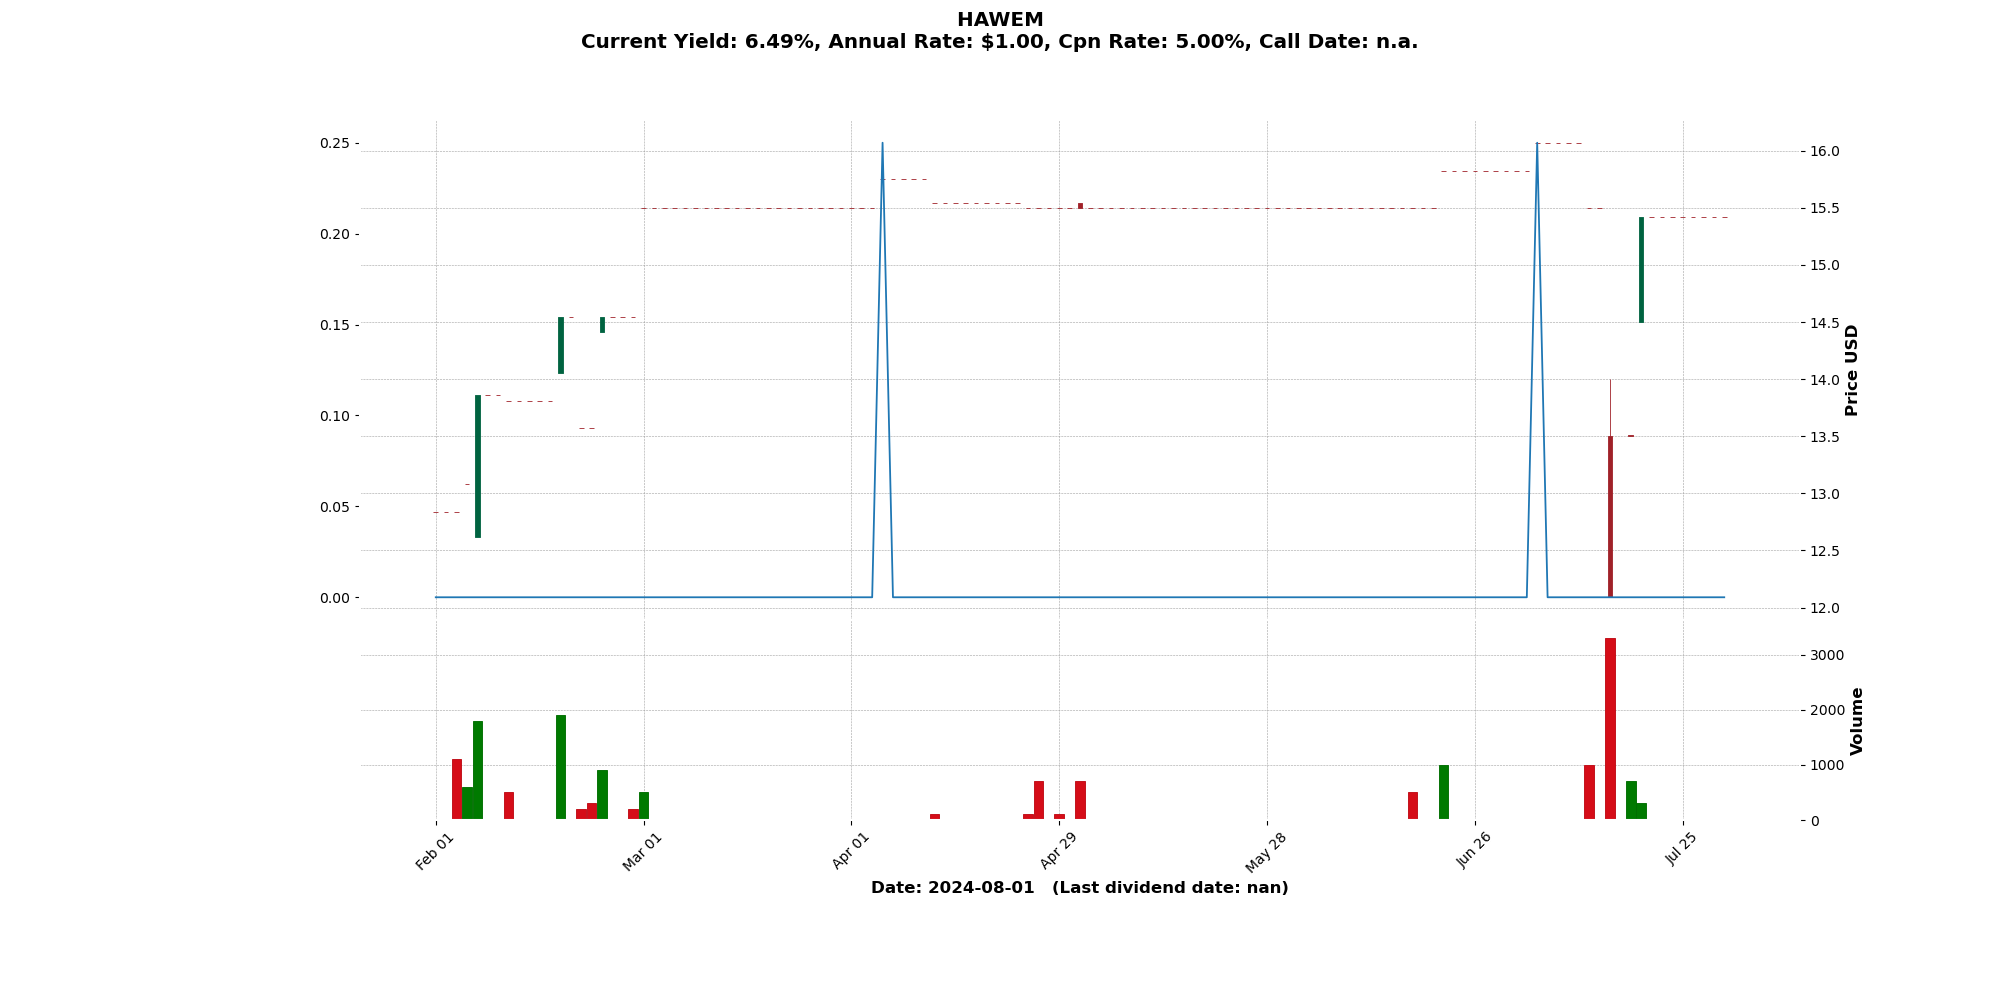 HAWEM
Current Yield: 6.49%, Annual Rate: $1.00, Cpn Rate: 5.00%, Call Date: n.a.
0.25
0.20
0.15
0.10
0.05
0.00
16.0
15.5
15.0
14.5
14.0
13.5
13.0
12.5
12.0
Price USD
3000
2000
1000
0
Volume
Feb 01
Mar 01
Apr 01
Apr 29
May 28
Jun 26
Jul 25
Date: 2024-08-01 (Last dividend date: nan)